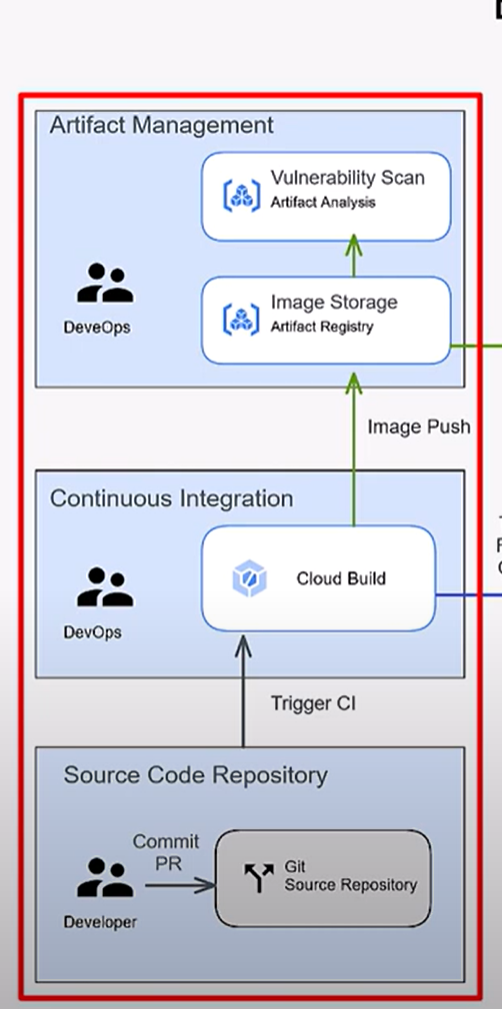 Artifact Management
Vulnerability Scan
Artifact Analysis
Image Storage
Artifact Registry
DeveOps
Image Push
Continuous Integration
Cloud Build
DevOps
Trigger CI
Source Code Repository
Commit
PR
Git
Source Repository
Developer